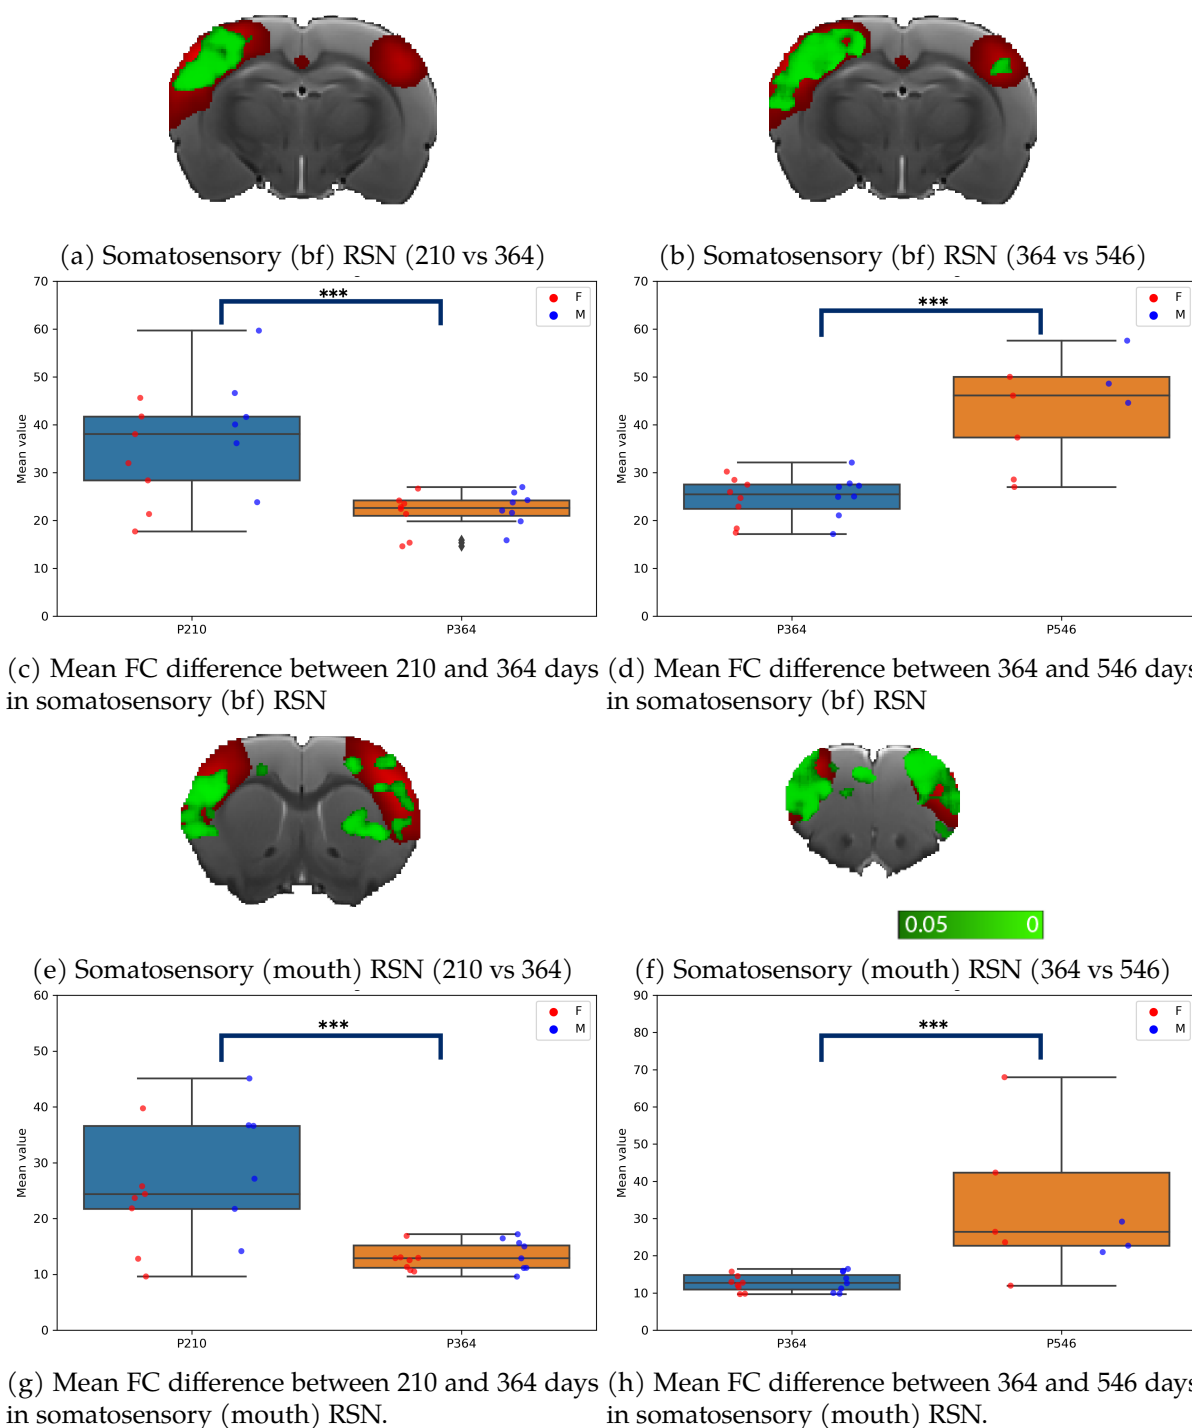 (a) Somatosensory (bf) RSN (210 vs 364)
(b) Somatosensory (bf) RSN (364 vs 546)
70
60
50
40
30
20
10
0
Mean value
***
F
M
P210
P364
70
60
50
40
30
20
10
0
Mean value
***
F
M
P364
P546
(c) Mean FC difference between 210 and 364 days
in somatosensory (bf) RSN
(d) Mean FC difference between 364 and 546 days
in somatosensory (bf) RSN
0.05 0
(e) Somatosensory (mouth) RSN (210 vs 364)
(f) Somatosensory (mouth) RSN (364 vs 546)
60
50
40
30
20
10
0
Mean value
***
F
M
P210
P364
90
80
70
60
50
40
30
20
10
0
Mean value
***
F
M
P364
P546
(g) Mean FC difference between 210 and 364 days
in somatosensory (mouth) RSN.
(h) Mean FC difference between 364 and 546 days
in somatosensory (mouth) RSN.